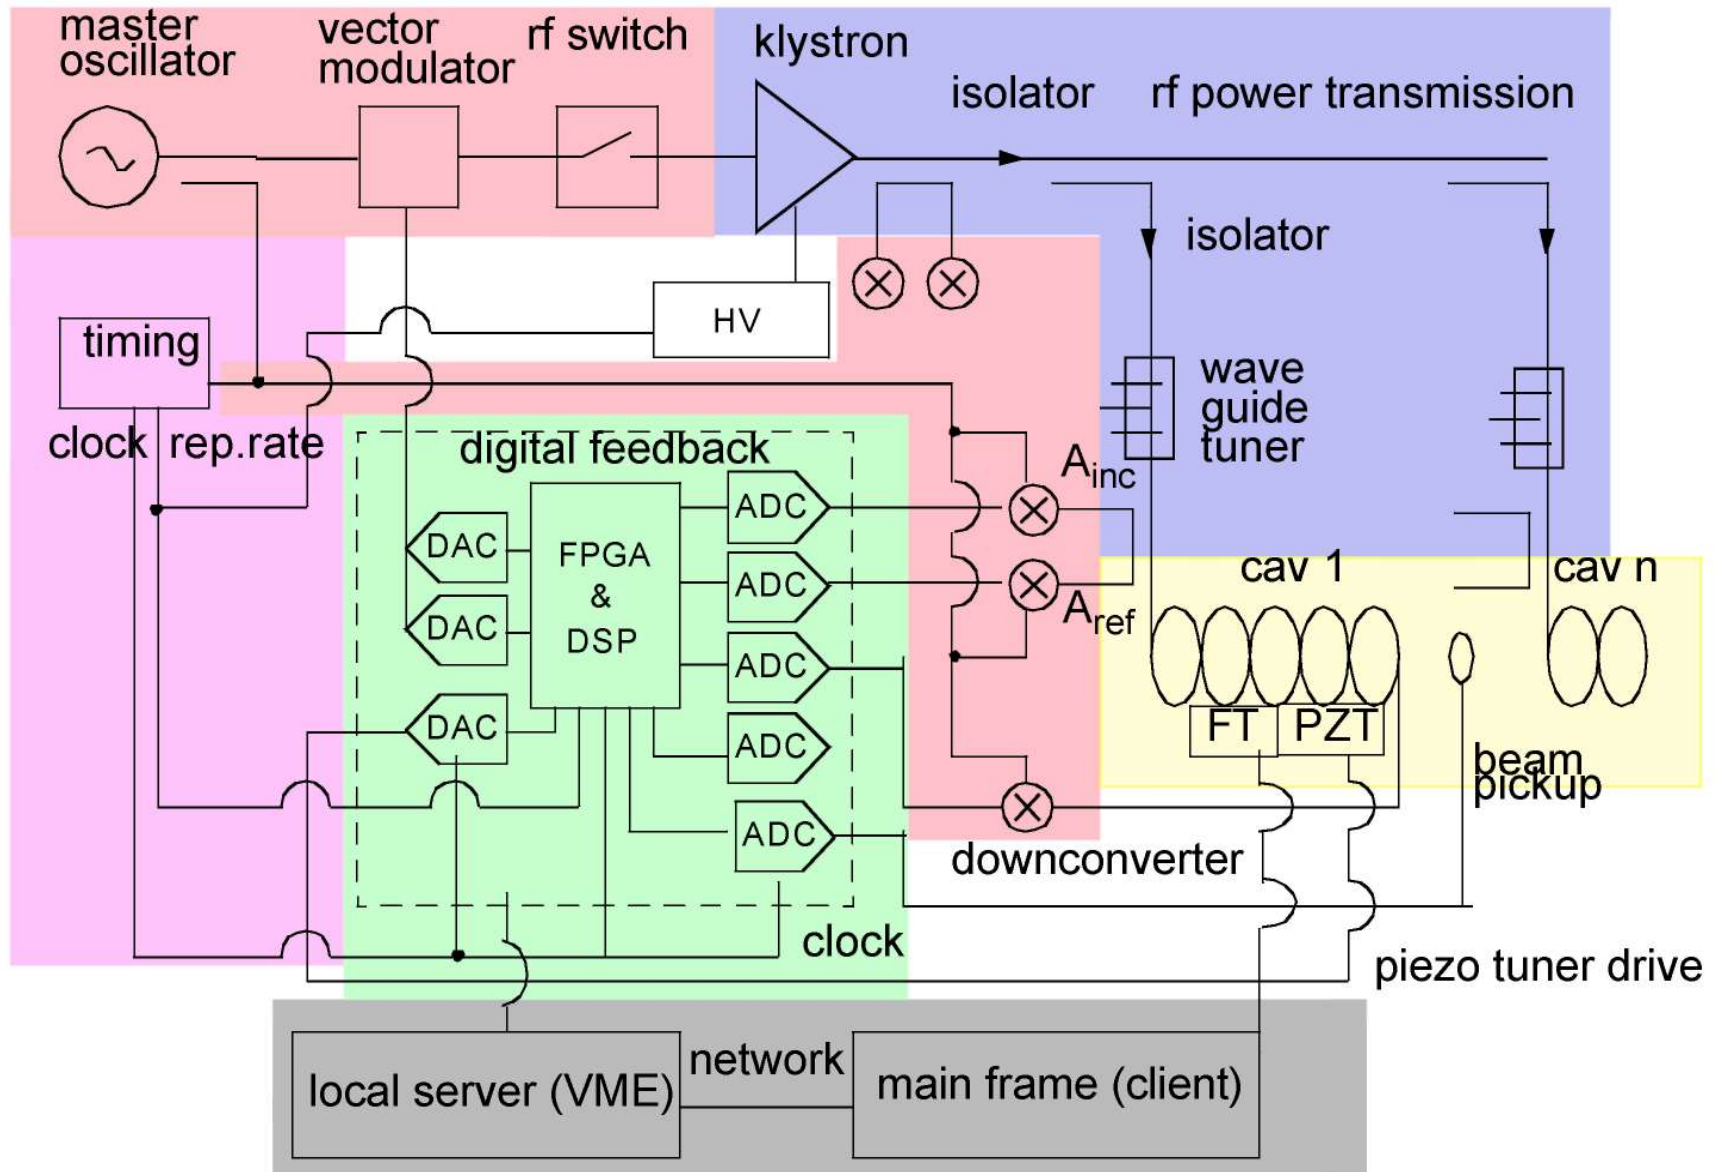 master
oscillator
vector
modulator
rf switch
klystron
isolator
rf power transmission
isolator
HV
timing
wave
guide
tuner
clock
rep.rate
digital feedback
A_inc
ADC
DAC
FPGA
&
DSP
ADC
cav 1
cav n
A_ref
DAC
ADC
DAC
ADC
FT
PZT
beam
pickup
ADC
downconverter
clock
piezo tuner drive
network
local server (VME)
main frame (client)